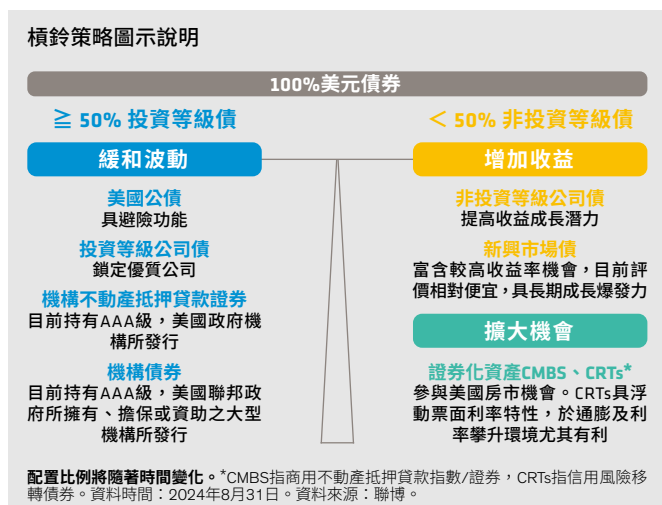 槓鈴策略圖示說明
100%美元債券
≧ 50% 投資等級債
緩和波動
美國公債
具避險功能
投資等級公司債
鎖定優質公司
機構不動產抵押貸款證券
目前持有AAA級，美國政府機
構所發行
機構債券
目前持有AAA級，美國聯邦政
府所擁有、擔保或資助之大型
機構所發行
＜ 50% 非投資等級債
增加收益
非投資等級公司債
提高收益成長潛力
新興市場債
富含較高收益率機會，目前評
價相對便宜，具長期成長爆發力
擴大機會
證券化資產CMBS、CRTs*
參與美國房市機會。CRTs具浮
動票面利率特性，於通膨及利
率攀升環境尤其有利
配置比例將隨著時間變化。*CMBS指商用不動產抵押貸款指數/證券，CRTs指信用風險移
轉債券。資料時間：2024年8月31日。資料來源：聯博。